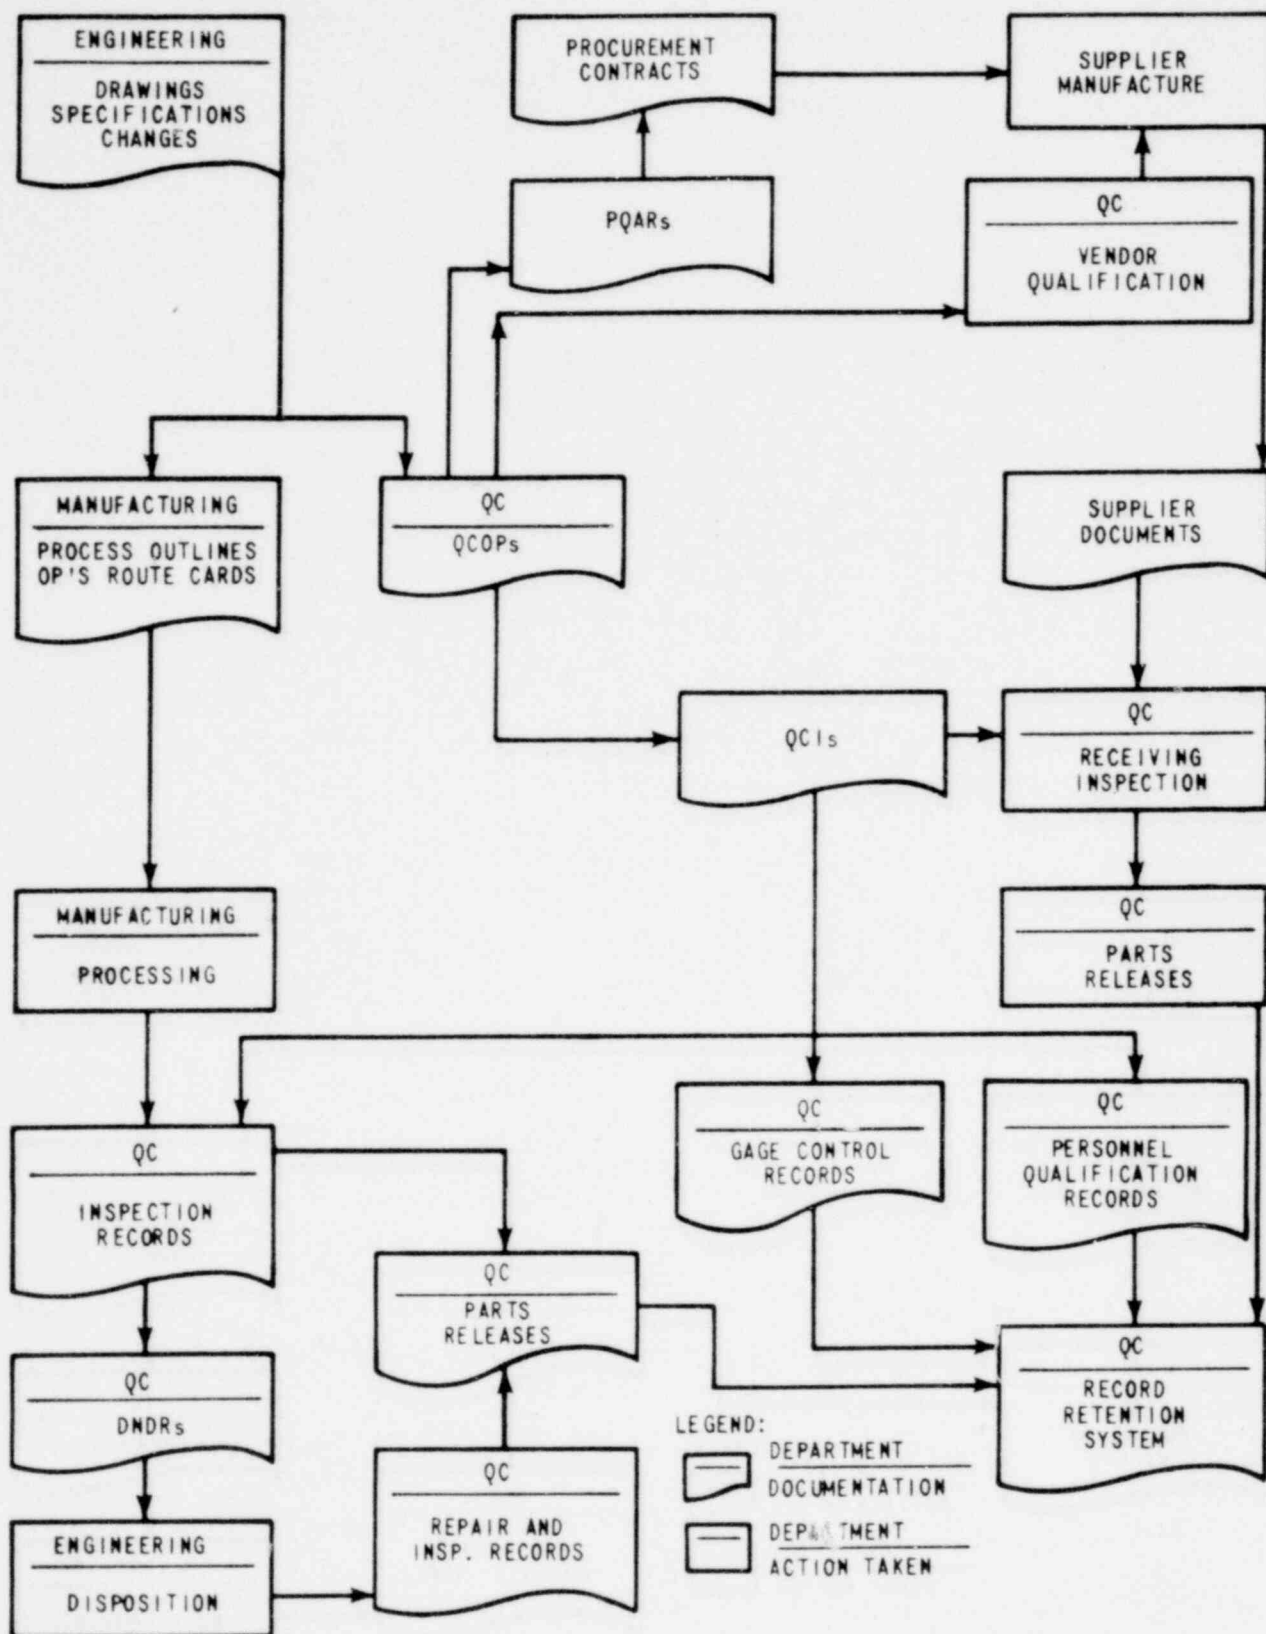 ENGINEERING
DRAWINGS
SPECIFICATIONS
CHANGES
PROCUREMENT
CONTRACTS
SUPPLIER
MANUFACTURE
PQARs
QC
VENDOR
QUALIFICATION
MANUFACTURING
PROCESS OUTLINES
OP'S ROUTE CARDS
QC
QCOPs
SUPPLIER
DOCUMENTS
QCIs
QC
RECEIVING
INSPECTION
MANUFACTURING
PROCESSING
QC
PARTS
RELEASES
QC
INSPECTION
RECORDS
QC
GAGE CONTROL
RECORDS
QC
PERSONNEL
QUALIFICATION
RECORDS
QC
PARTS
RELEASES
QC
RECORD
RETENTION
SYSTEM
QC
DNDRs
QC
REPAIR AND
INSP. RECORDS
ENGINEERING
DISPOSITION
LEGEND:
DEPARTMENT
DOCUMENTATION
DEPARTMENT
ACTION TAKEN